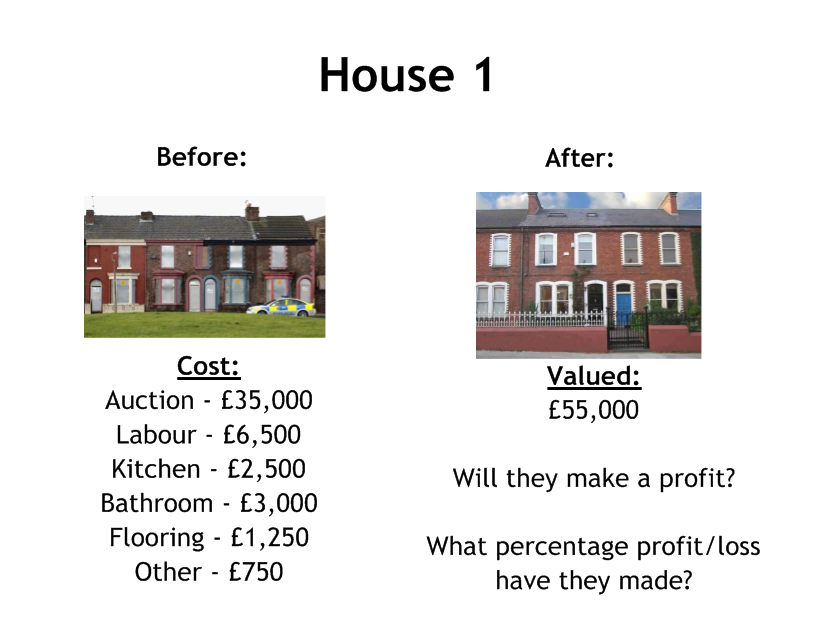 House 1
Before:
After:
Cost:
Auction - £35,000
Labour - £6,500
Kitchen - £2,500
Bathroom - £3,000
Flooring - £1,250
Other - £750
Valued:
£55,000
Will they make a profit?
What percentage profit/loss
have they made?